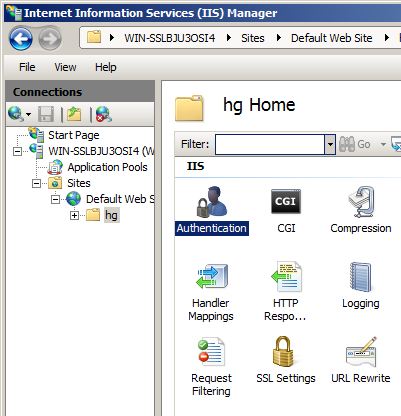 Internet Information Services (IIS) Manager
WIN-SSLBJU3OSI4 Sites Default Web Site
File View Help
Connections
Start Page
WIN-SSLBJU3OSI4 (W
Application Pools
Sites
Default Web S
hg
hg Home
Filter: Go
IIS
Authentication CGI Compression
CGI
Handler Mappings
HTTP Respo...
Logging
Request Filtering
SSL Settings
URL Rewrite